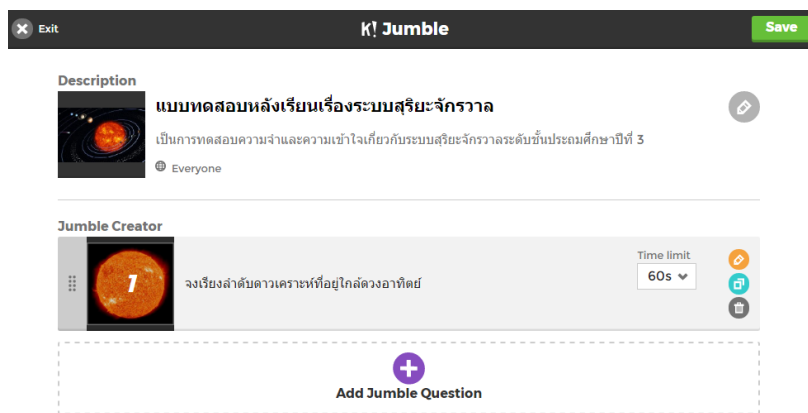 Exit
K! Jumble
Save
Description
แบบทดสอบหลังเรียนเรื่องระบบสุริยะจักรวาล
เป็นการทดสอบความจำและความเข้าใจเกี่ยวกับระบบสุริยะจักรวาลระดับชั้นประถมศึกษาปีที่ 3
Everyone
Jumble Creator
1
จงเรียงลำดับดาวเคราะห์ที่อยู่ใกล้ดวงอาทิตย์
Time limit
60s
Add Jumble Question